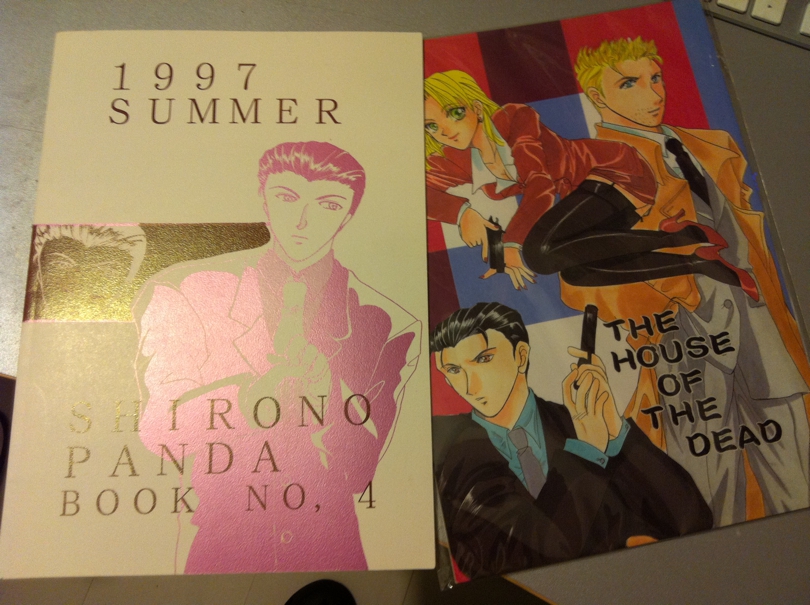 1997
SUMMER
SHIRONO
PANDA
BOOK NO, 4
THE
HOUSE
OF
THE
DEAD